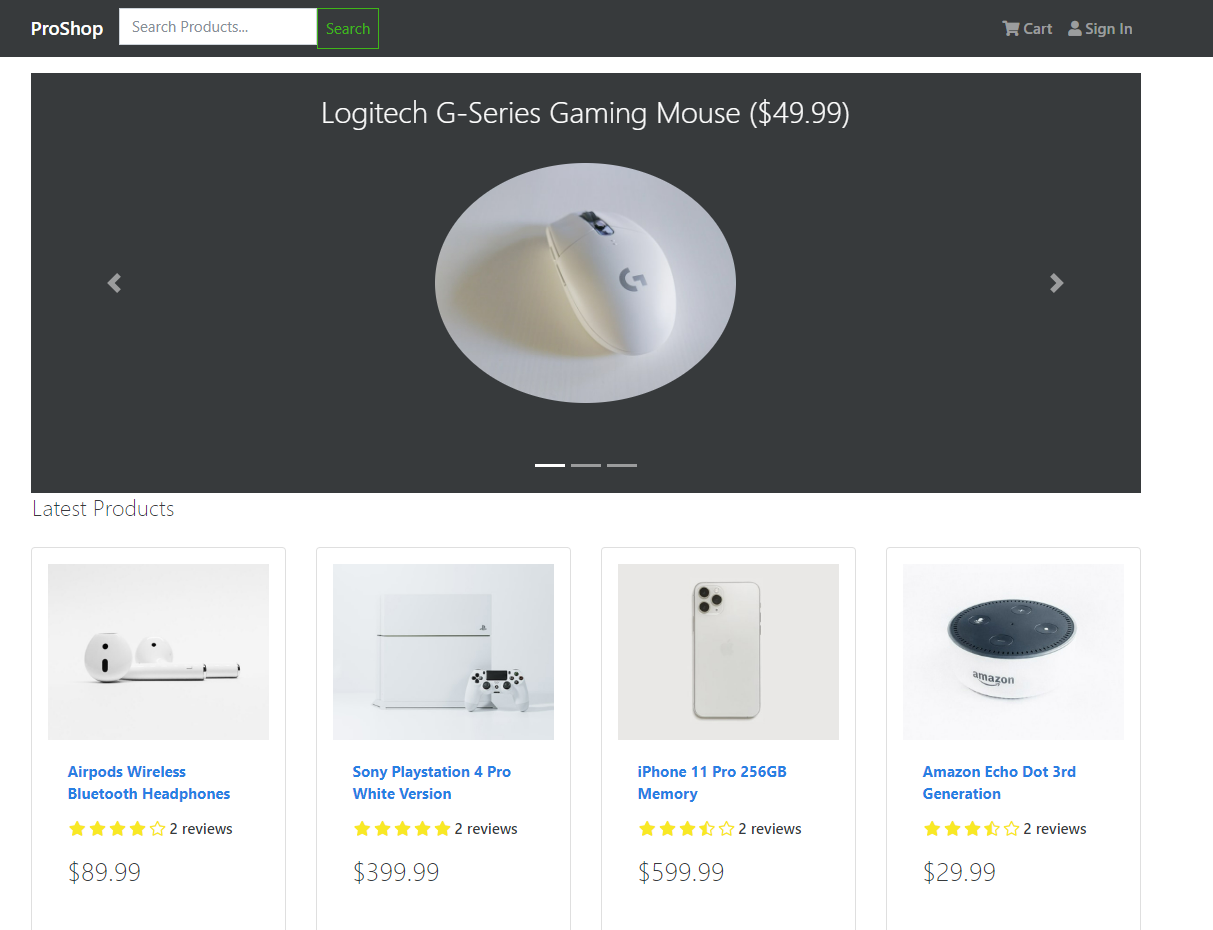 ProShop Search Products... Search Cart Sign In
Logitech G-Series Gaming Mouse ($49.99)
G
Latest Products
amazon
Airpods Wireless
Bluetooth Headphones
2 reviews
$89.99
Sony Playstation 4 Pro
White Version
2 reviews
$399.99
iPhone 11 Pro 256GB
Memory
2 reviews
$599.99
Amazon Echo Dot 3rd
Generation
2 reviews
$29.99